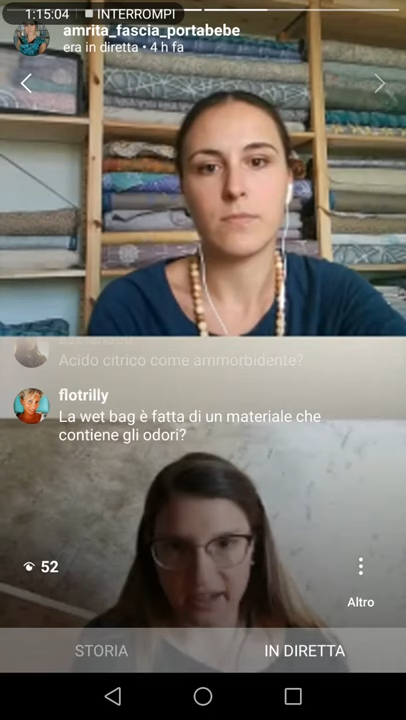 1:15:04 INTERROMPI
amrita_fascia_portabebe
era in diretta • 4 h fa
Acido citrico come ammorbidente?
flotrilly
La wet bag è fatta di un materiale che
contiene gli odori?
52
Altro
STORIA
IN DIRETTA